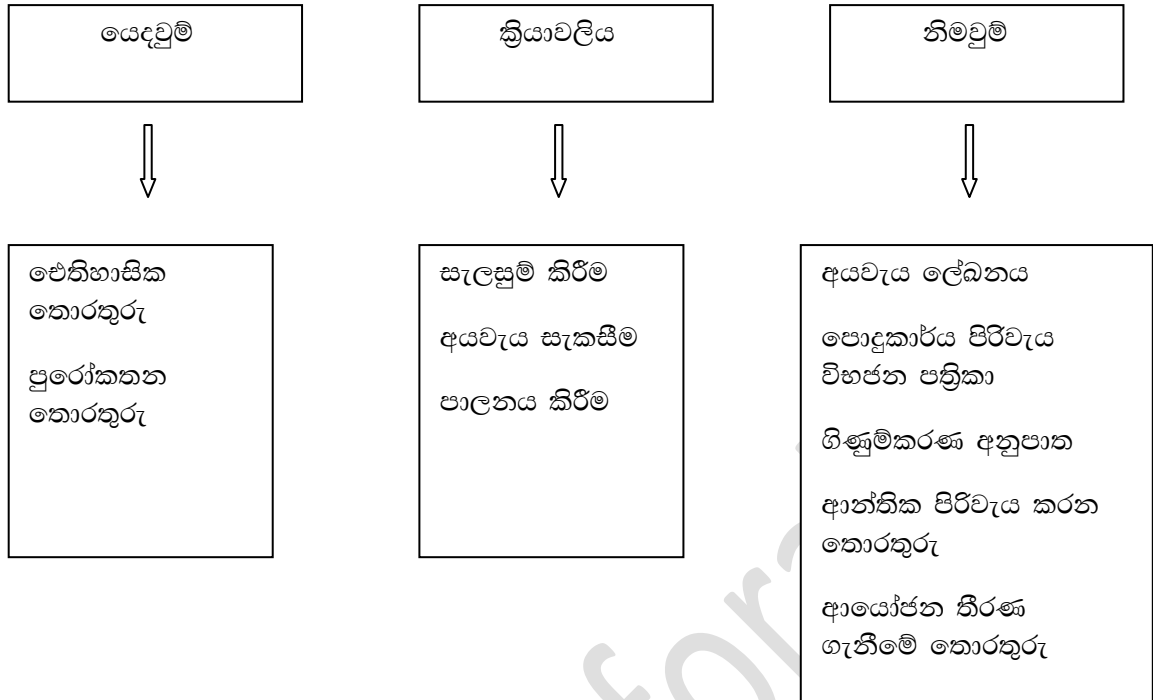 යෙදවුම්
ක්‍රියාවලිය
නිමවුම්
ඓතිහාසික
තොරතුරු
පුරෝකතන
තොරතුරු
සැලසුම් කිරීම
අයවැය සැකසීම
පාලනය කිරීම
අයවැය ලේඛනය
පොදුකාර්ය පිරිවැය
විභජන පත්‍රිකා
ගිණුම්කරණ අනුපාත
ආන්තික පිරිවැය කරන
තොරතුරු
ආයෝජන තීරණ
ගැනීමේ තොරතුරු